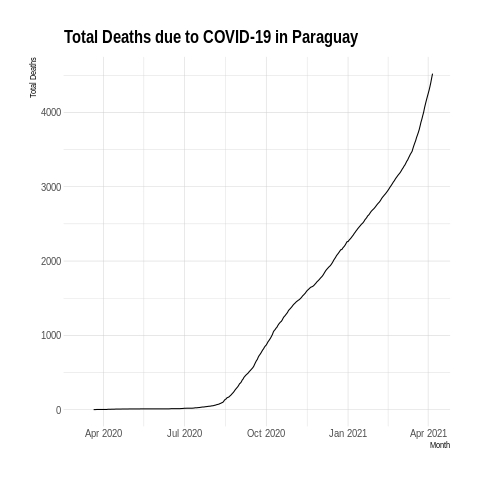 Total Deaths due to COVID-19 in Paraguay
Total Deaths
4000
3000
2000
1000
0
Apr 2020 Jul 2020 Oct 2020 Jan 2021 Apr 2021
Month